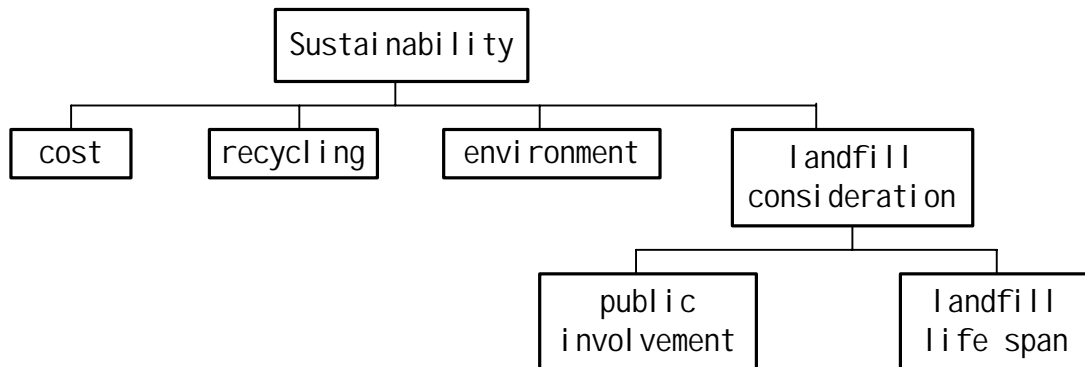 Sustainability
cost
recycling
environment
landfill
consideration
public
involvement
landfill
life span